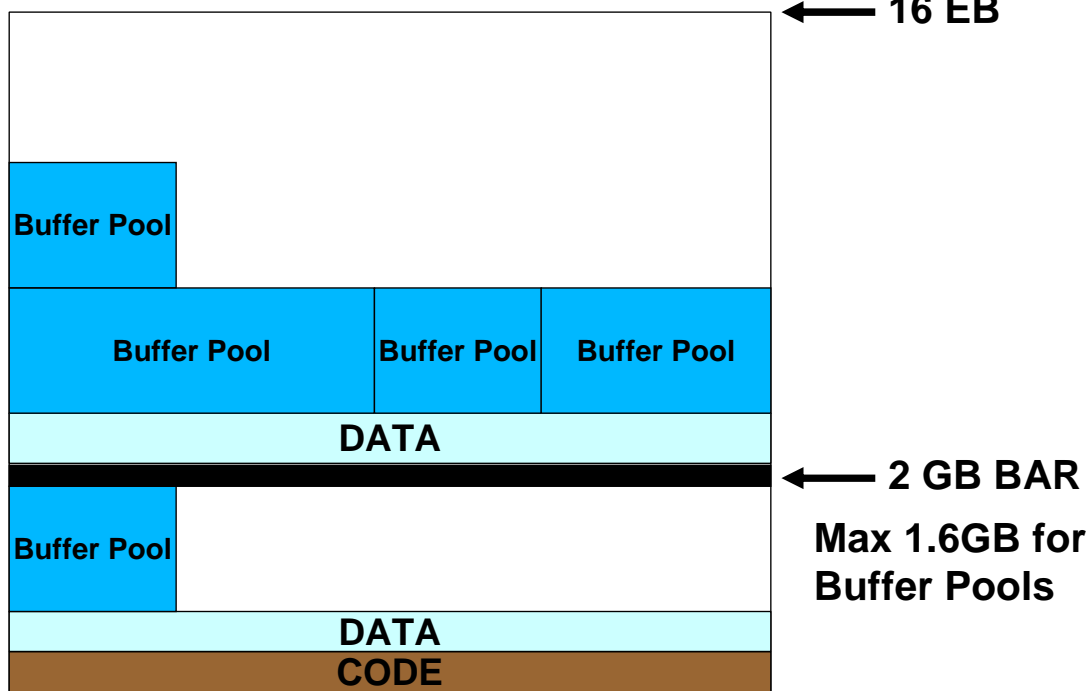 16 EB
Buffer Pool
Buffer Pool
Buffer Pool
Buffer Pool
DATA
2 GB BAR
Buffer Pool
Max 1.6GB for
Buffer Pools
DATA
CODE